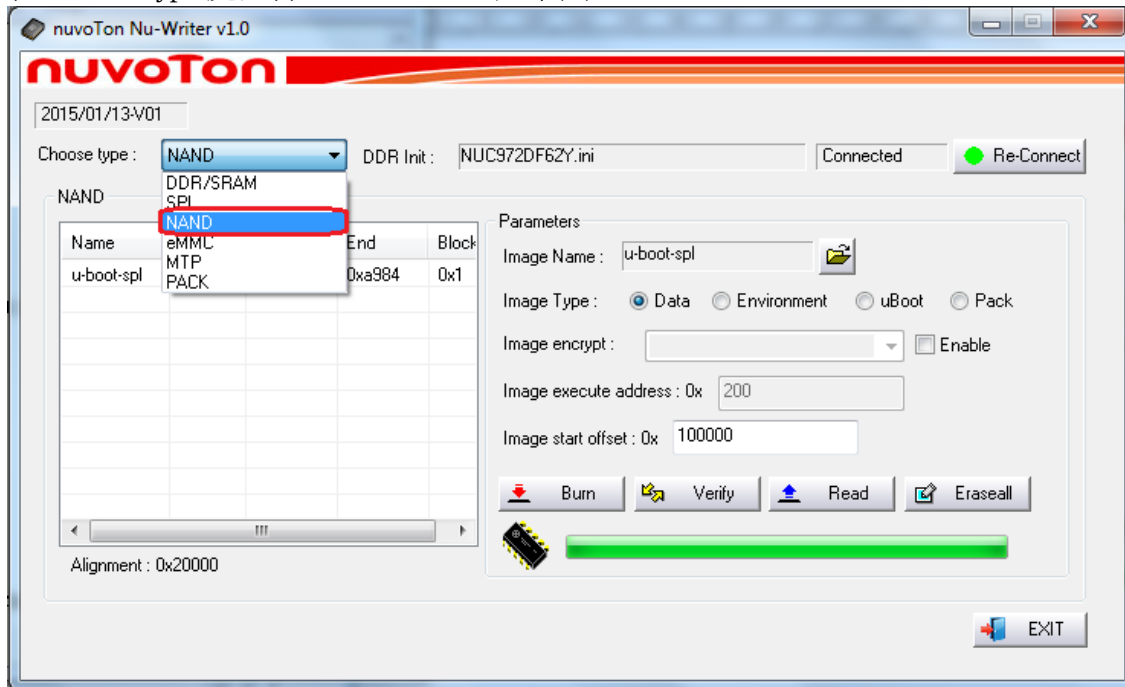 nuvoTon Nu-Writer v1.0
nuvoTon
2015/01/13-V01
Choose type : NAND DDR Init : NUC972DF62Y.ini Connected Re-Connect
DDR/SRAM
SPI
NAND
eMMC
MTP
PACK
NAND
Name End Block
u-boot-spl 0xa984 0x1
Alignment : 0x20000
Parameters
Image Name : u-boot-spl
Image Type : Data Environment uBoot Pack
Image encrypt : Enable
Image execute address : 0x 200
Image start offset : 0x 100000
Burn Verify Read Eraseall
EXIT